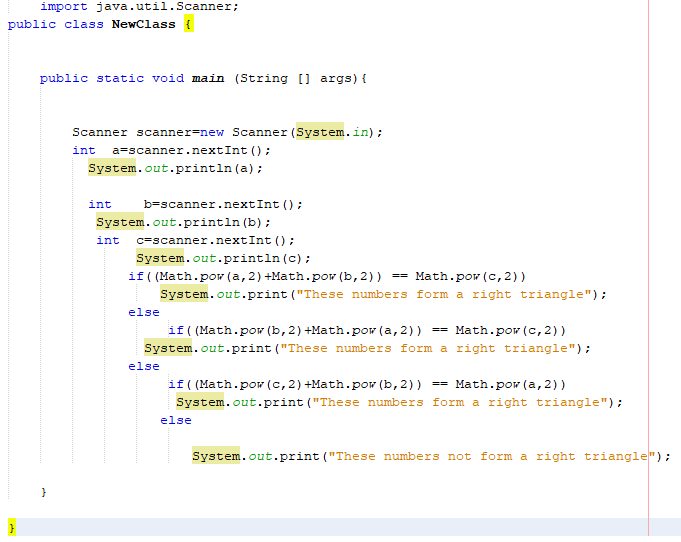 import java.util.Scanner;
public class NewClass {
public static void main (String [] args){
Scanner scanner=new Scanner(System.in);
int  a=scanner.nextInt();
System.out.println(a);
int    b=scanner.nextInt();
System.out.println(b);
int  c=scanner.nextInt();
System.out.println(c);
if((Math.pow(a,2)+Math.pow(b,2)) == Math.pow(c,2))
System.out.print("These numbers form a right triangle");
else
if((Math.pow(b,2)+Math.pow(a,2)) == Math.pow(c,2))
System.out.print("These numbers form a right triangle");
else
if((Math.pow(c,2)+Math.pow(b,2)) == Math.pow(a,2))
System.out.print("These numbers form a right triangle");
else
System.out.print("These numbers not form a right triangle");
}
}